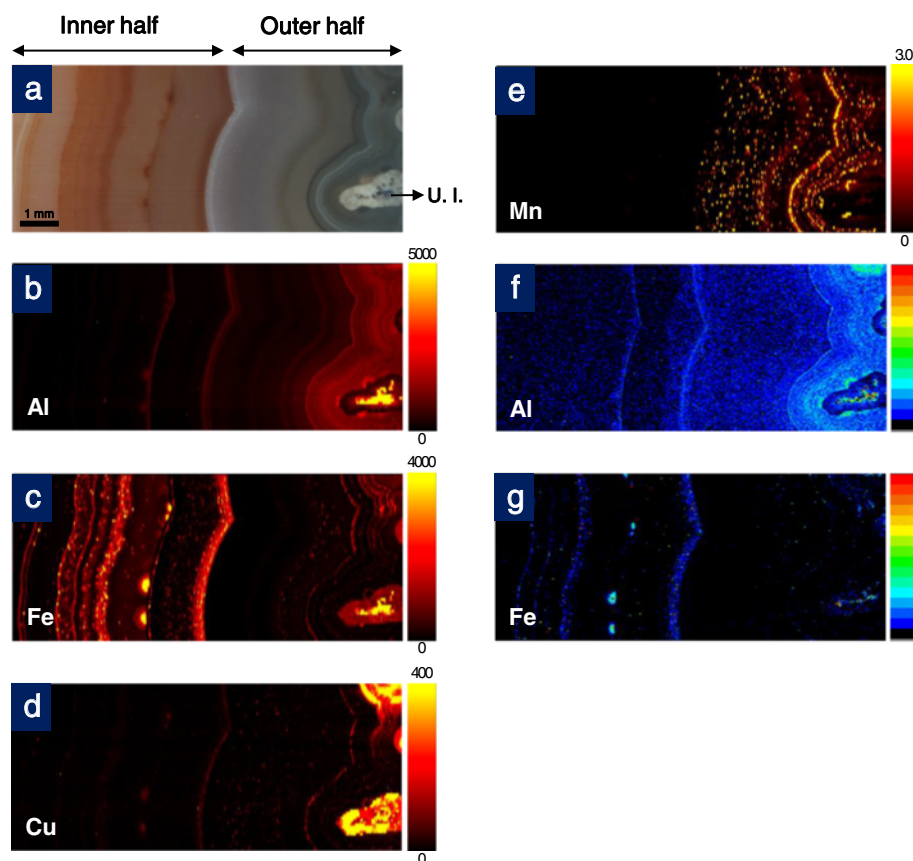 Inner half
Outer half
a
U. I.
1 mm
b
Al
5000
0
c
Fe
4000
0
d
Cu
400
0
e
Mn
3.0
0
f
Al
g
Fe